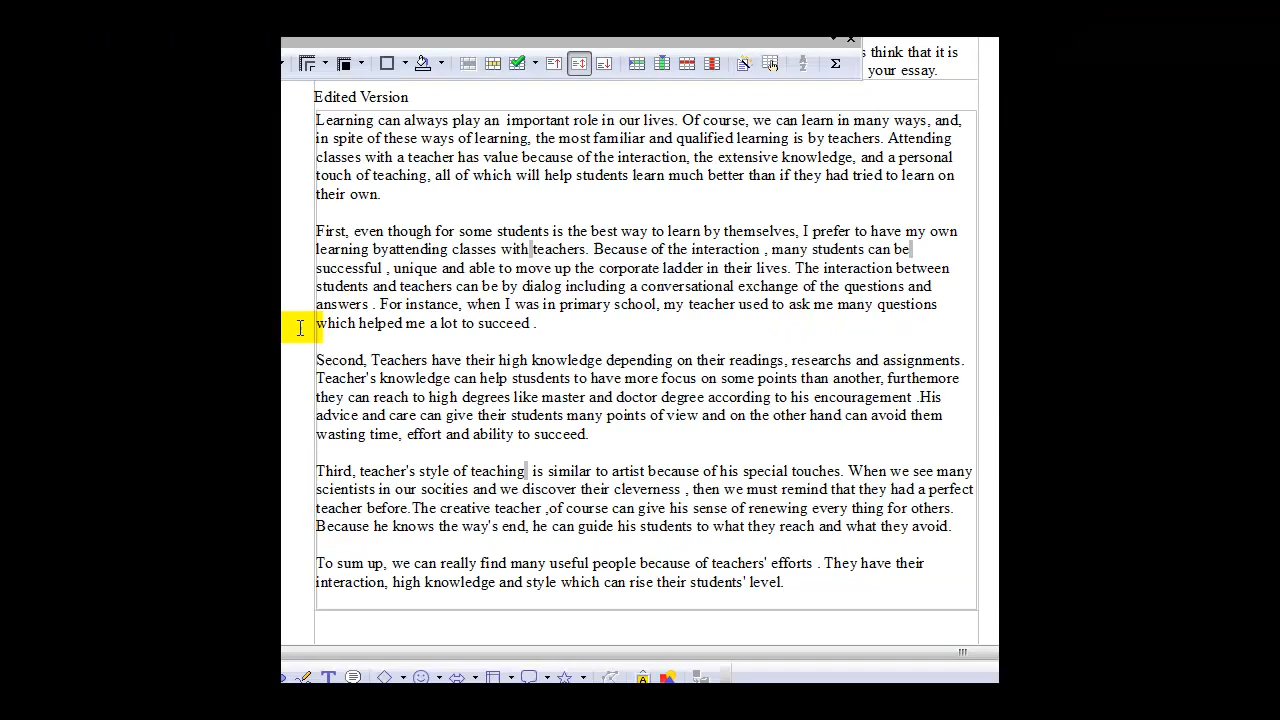 s think that it is
your essay.
Edited Version
Learning can always play an  important role in our lives. Of course, we can learn in many ways, and,
in spite of these ways of learning, the most familiar and qualified learning is by teachers. Attending
classes with a teacher has value because of the interaction, the extensive knowledge, and a personal
touch of teaching, all of which will help students learn much better than if they had tried to learn on
their own.
First, even though for some students is the best way to learn by themselves, I prefer to have my own
learning byattending classes with teachers. Because of the interaction , many students can be
successful , unique and able to move up the corporate ladder in their lives. The interaction between
students and teachers can be by dialog including a conversational exchange of the questions and
answers . For instance, when I was in primary school, my teacher used to ask me many questions
which helped me a lot to succeed .
Second, Teachers have their high knowledge depending on their readings, researchs and assignments.
Teacher's knowledge can help stusdents to have more focus on some points than another, furthemore
they can reach to high degrees like master and doctor degree according to his encouragement .His
advice and care can give their students many points of view and on the other hand can avoid them
wasting time, effort and ability to succeed.
Third, teacher's style of teaching  is similar to artist because of his special touches. When we see many
scientists in our socities and we discover their cleverness , then we must remind that they had a perfect
teacher before.The creative teacher ,of course can give his sense of renewing every thing for others.
Because he knows the way's end, he can guide his students to what they reach and what they avoid.
To sum up, we can really find many useful people because of teachers' efforts . They have their
interaction, high knowledge and style which can rise their students' level.